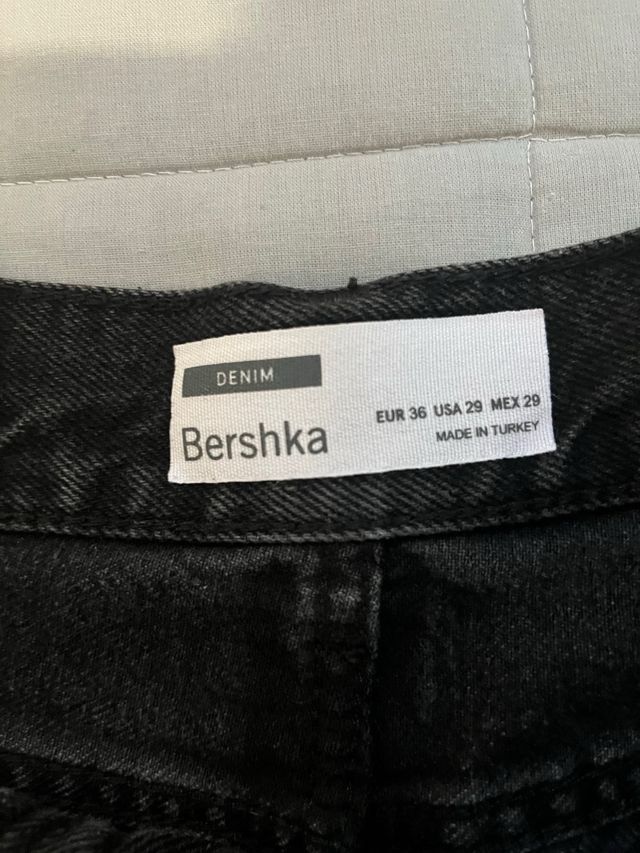 DENIM
Bershka
EUR 36 USA 29 MEX 29
MADE IN TURKEY